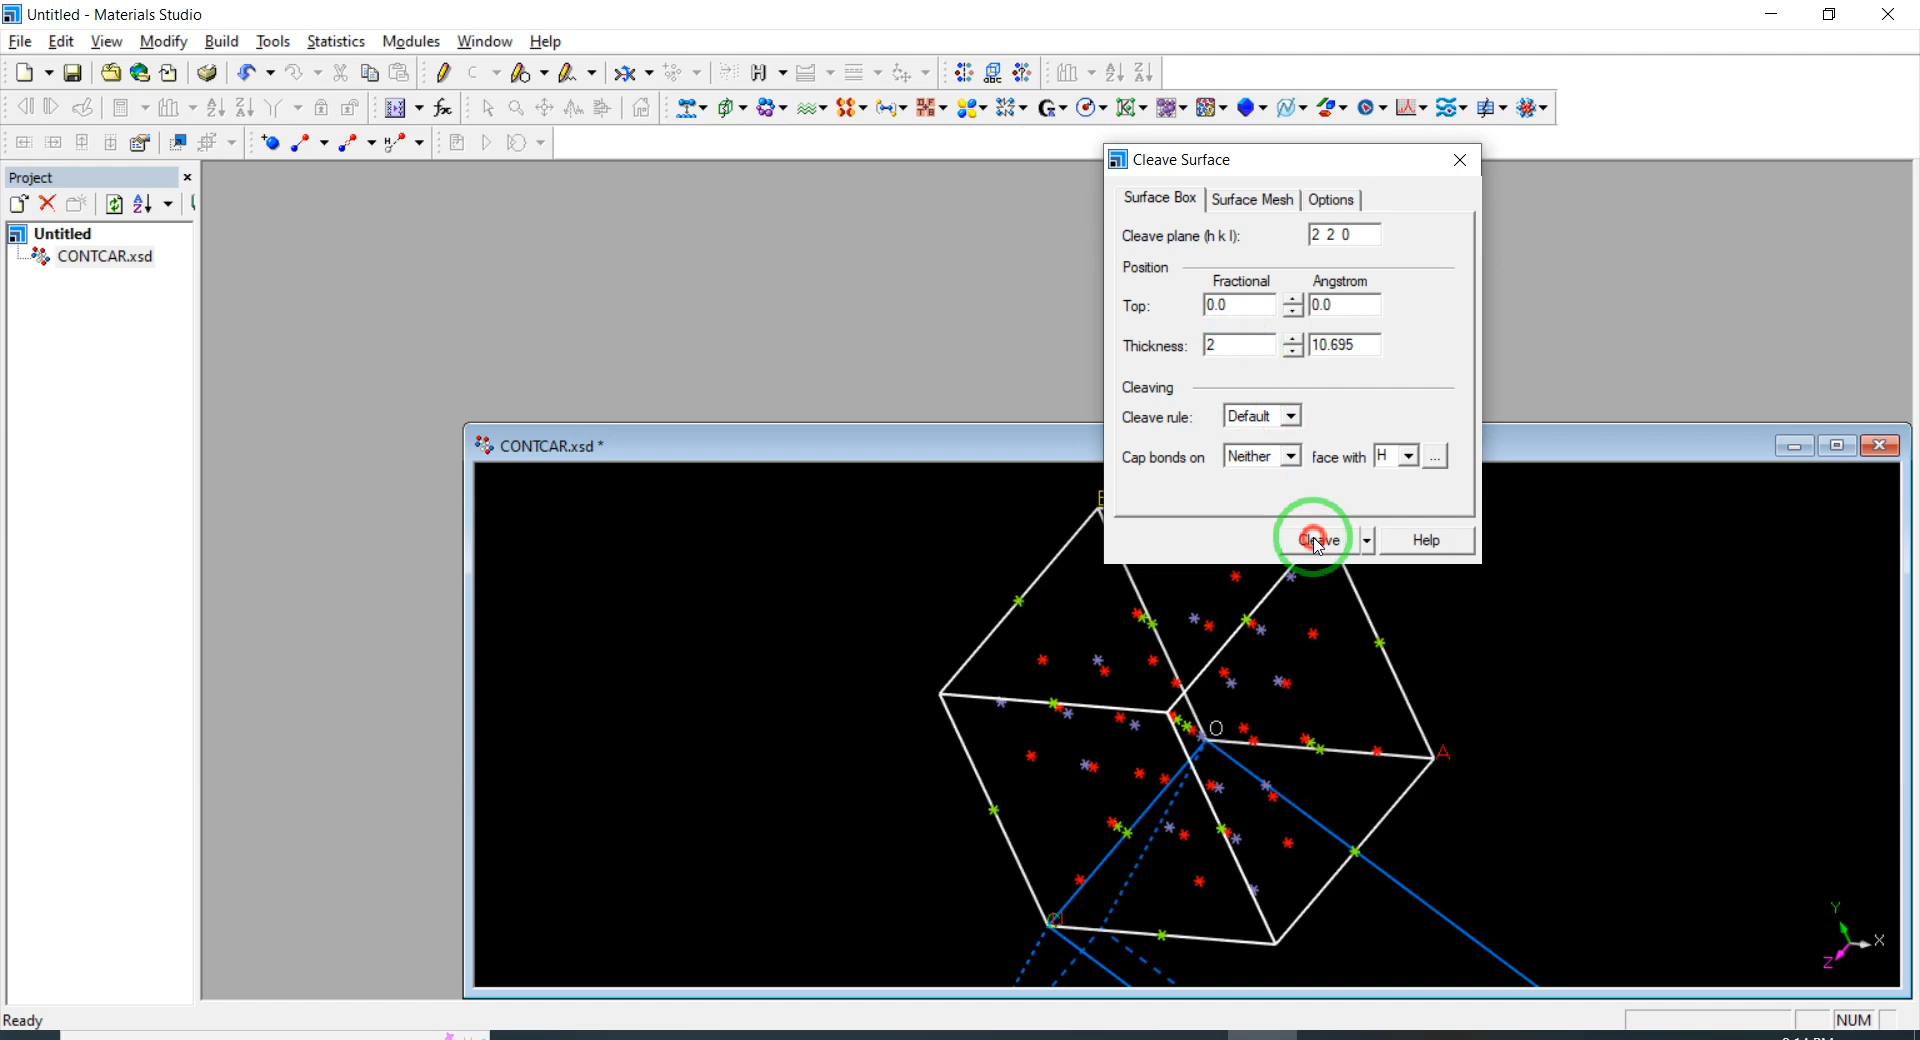 Untitled - Materials Studio
File Edit View Modify Build Tools Statistics Modules Window Help
Project
Untitled
CONTCAR.xsd
Cleave Surface
Surface Box Surface Mesh Options
Cleave plane (h k l): 2 2 0
Position
Fractional Angstrom
Top: 0.0 0.0
Thickness: 2 10.695
Cleaving
Cleave rule: Default
Cap bonds on Neither face with H ...
Cleave Help
CONTCAR.xsd *
O
A
Y
X
Z
Ready
NUM